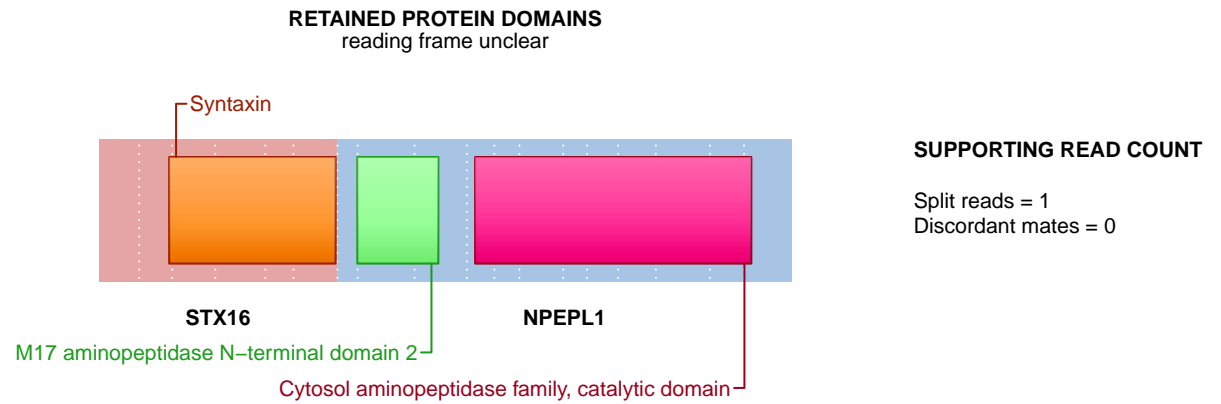 RETAINED PROTEIN DOMAINS
reading frame unclear
Syntaxin
SUPPORTING READ COUNT
Split reads = 1
Discordant mates = 0
STX16
NPEPL1
M17 aminopeptidase N−terminal domain 2
Cytosol aminopeptidase family, catalytic domain